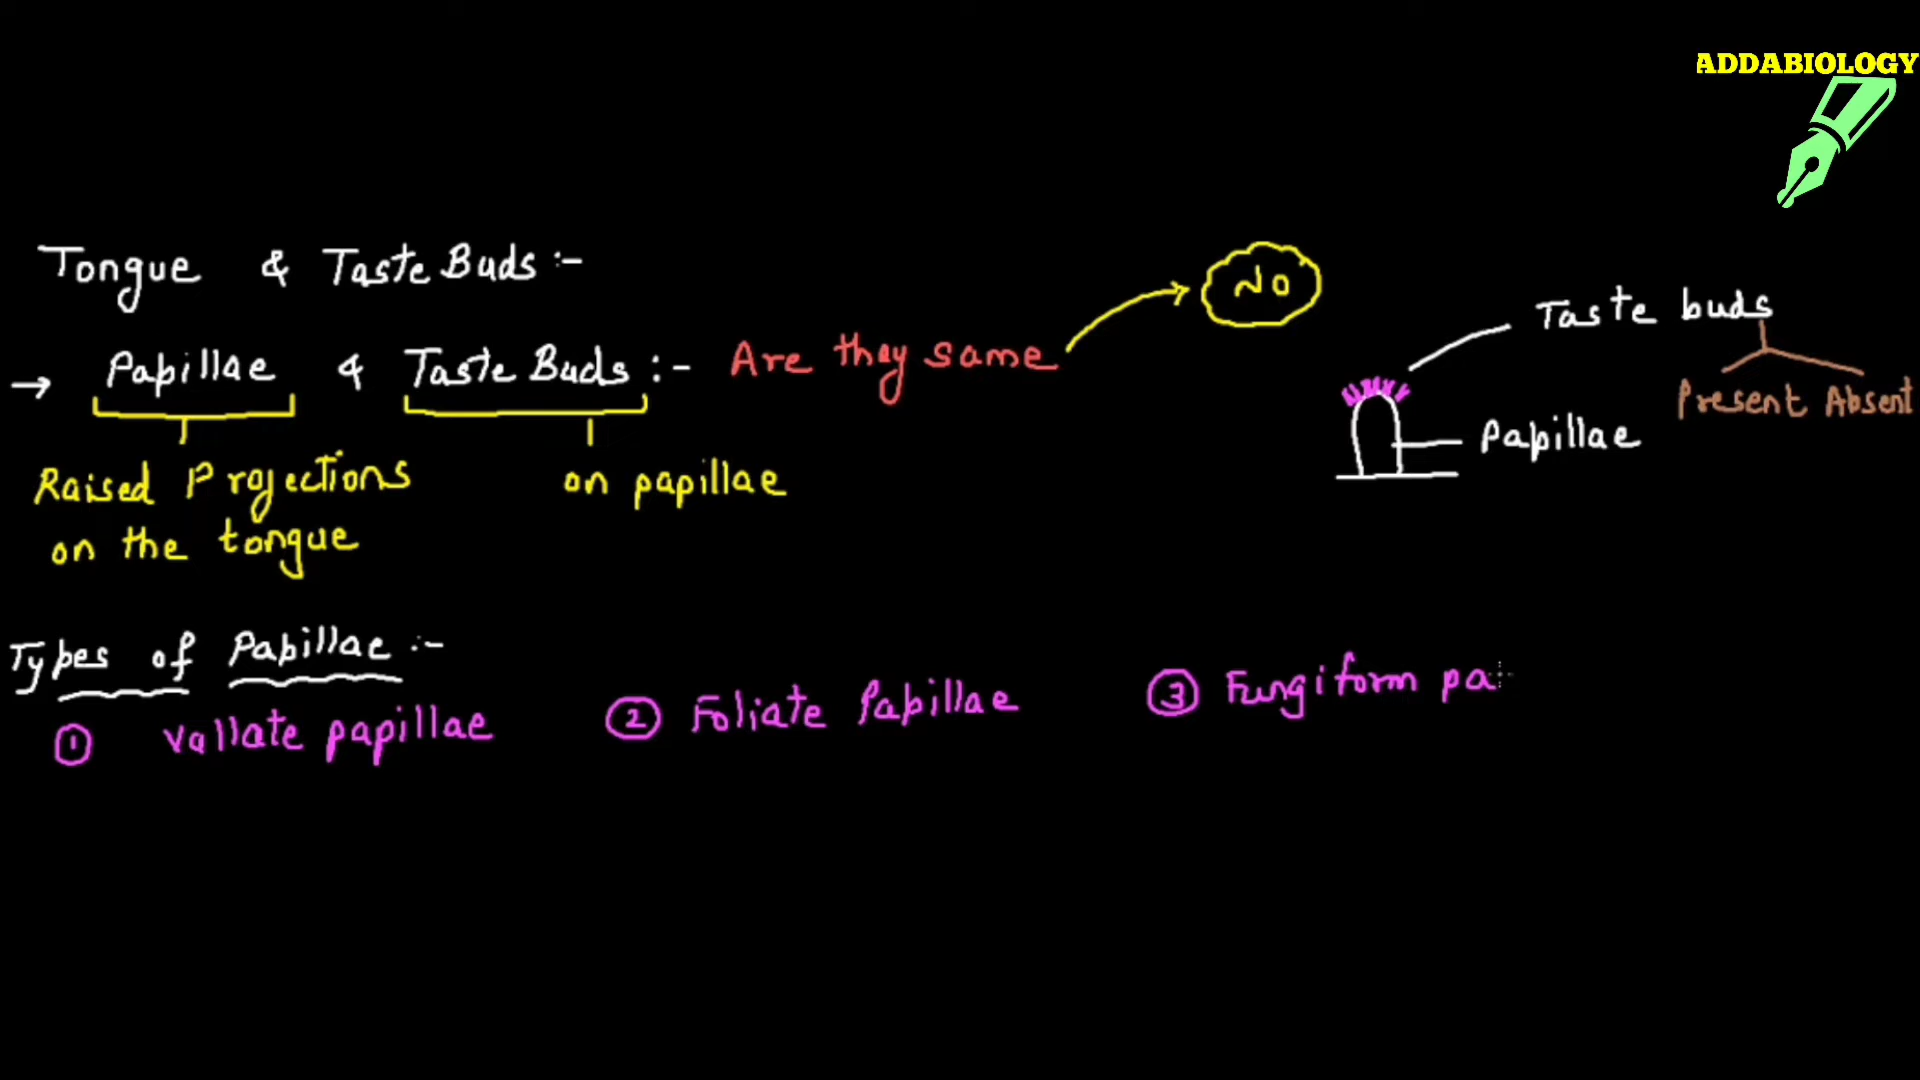 ADDABIOLOGY
Tongue & Taste Buds :-
→ Papillae & Taste Buds :- Are they same
NO
Raised Projections
on the tongue
on papillae
Taste buds
Present Absent
Papillae
Types of Papillae :-
① vallate papillae
② Foliate Papillae
③ Fungiform pa